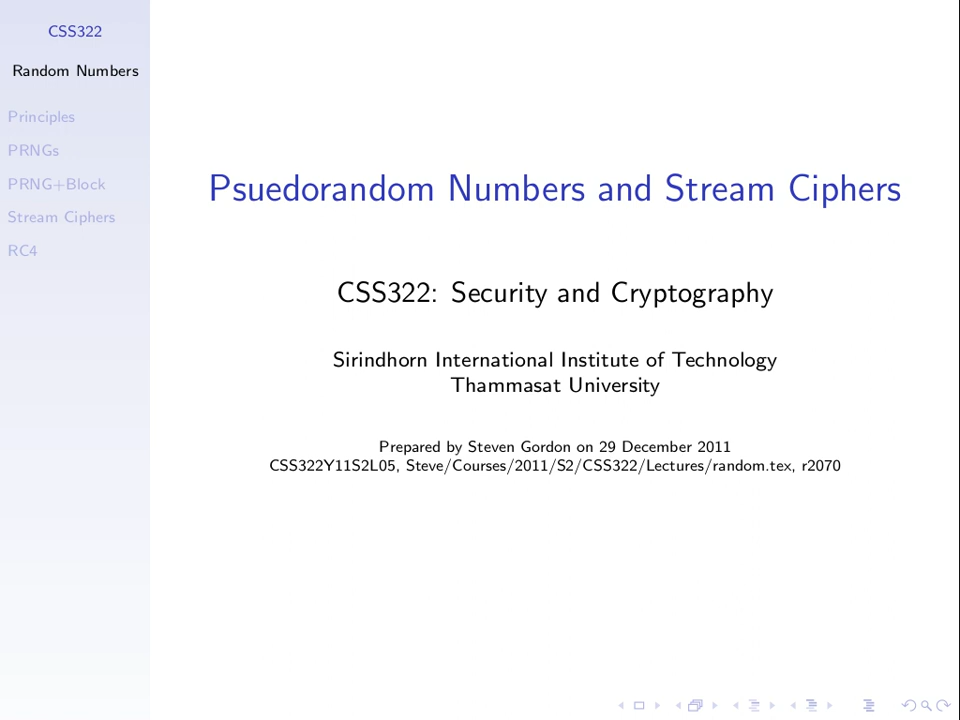 CSS322
Random Numbers
Principles
PRNGs
PRNG+Block
Stream Ciphers
RC4
Psuedorandom Numbers and Stream Ciphers
CSS322: Security and Cryptography
Sirindhorn International Institute of Technology
Thammasat University
Prepared by Steven Gordon on 29 December 2011
CSS322Y11S2L05, Steve/Courses/2011/S2/CSS322/Lectures/random.tex, r2070